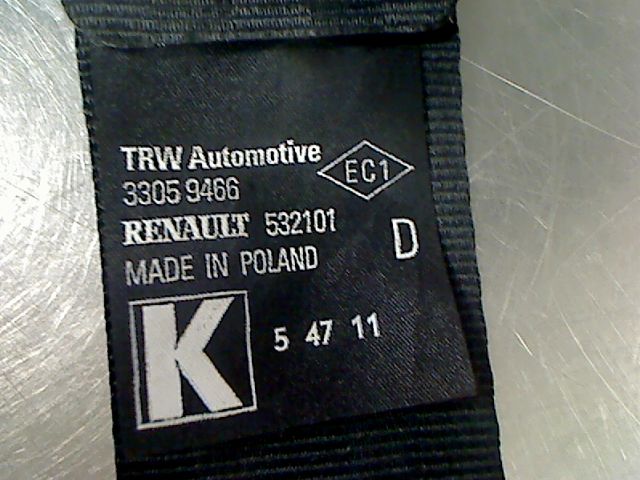 TRW Automotive EC1
3305 9466
RENAULT 532101
D
MADE IN POLAND
K 5 47 11